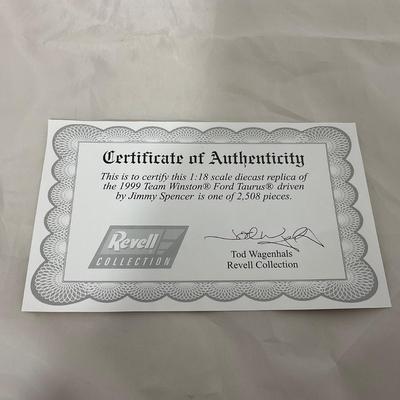 Certificate of Authenticity
This is to certify this 1:18 scale diecast replica of
the 1999 Team Winston® Ford Taurus® driven
by Jimmy Spencer is one of 2,508 pieces.
Revell
COLLECTION
Tod Wagenhals
Revell Collection